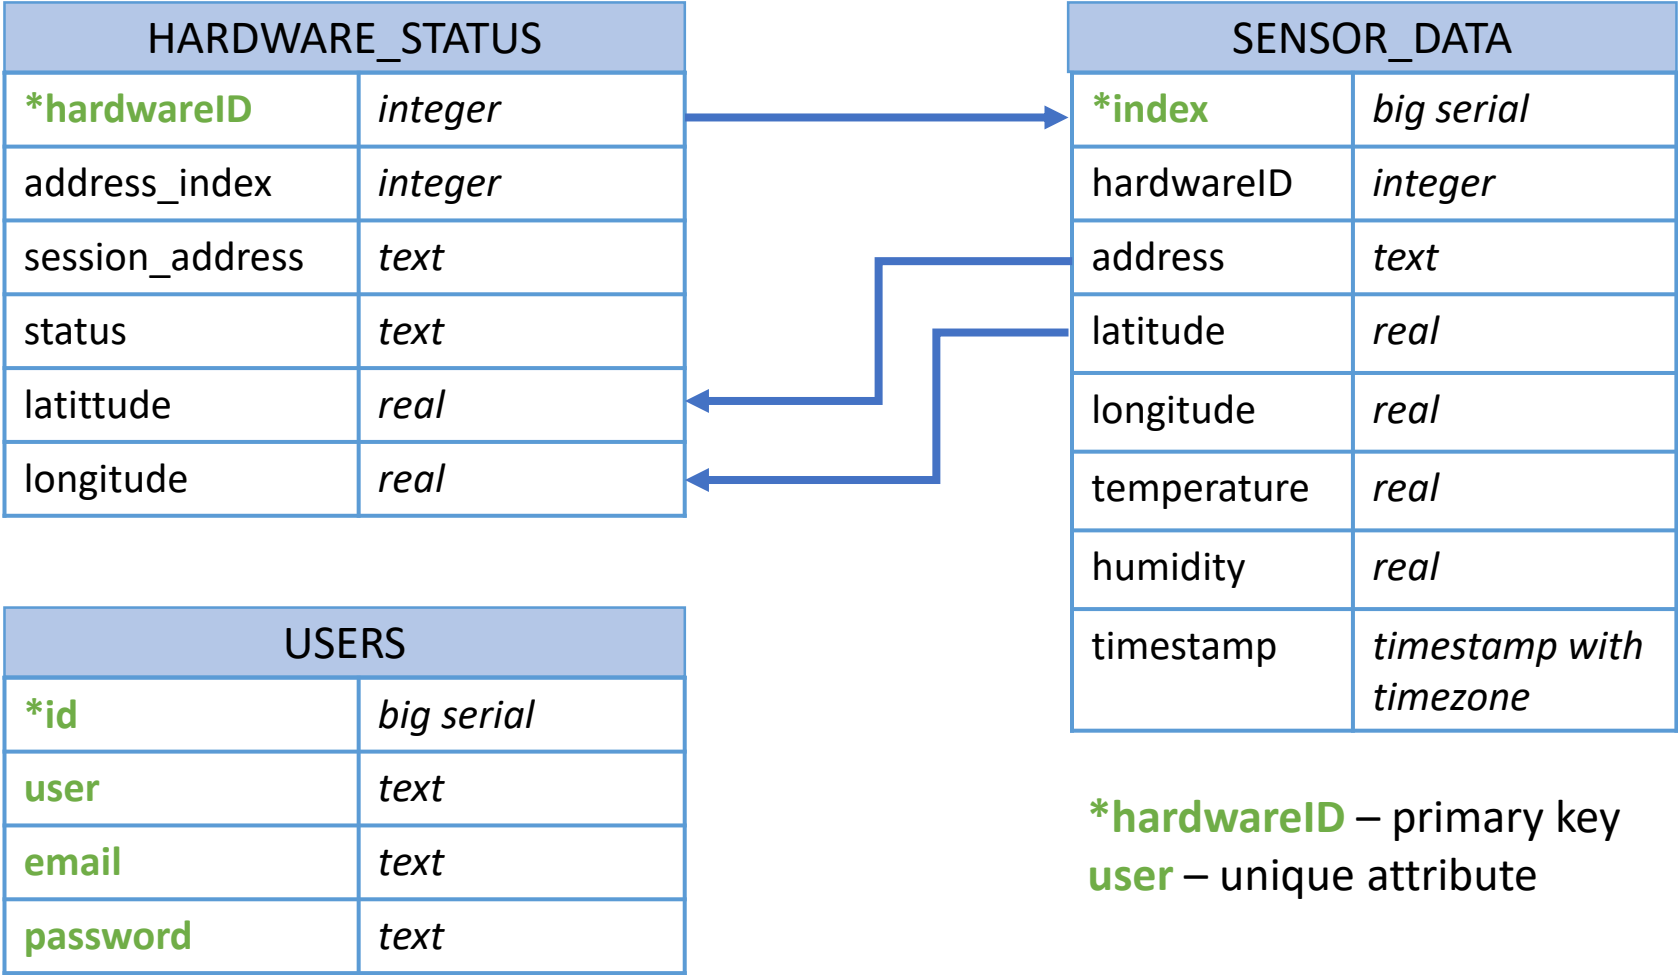 HARDWARE_STATUS
*hardwareID integer
address_index integer
session_address text
status text
latittude real
longitude real
SENSOR_DATA
*index big serial
hardwareID integer
address text
latitude real
longitude real
temperature real
humidity real
timestamp timestamp with
timezone
USERS
*id big serial
user text
email text
password text
*hardwareID – primary key
user – unique attribute